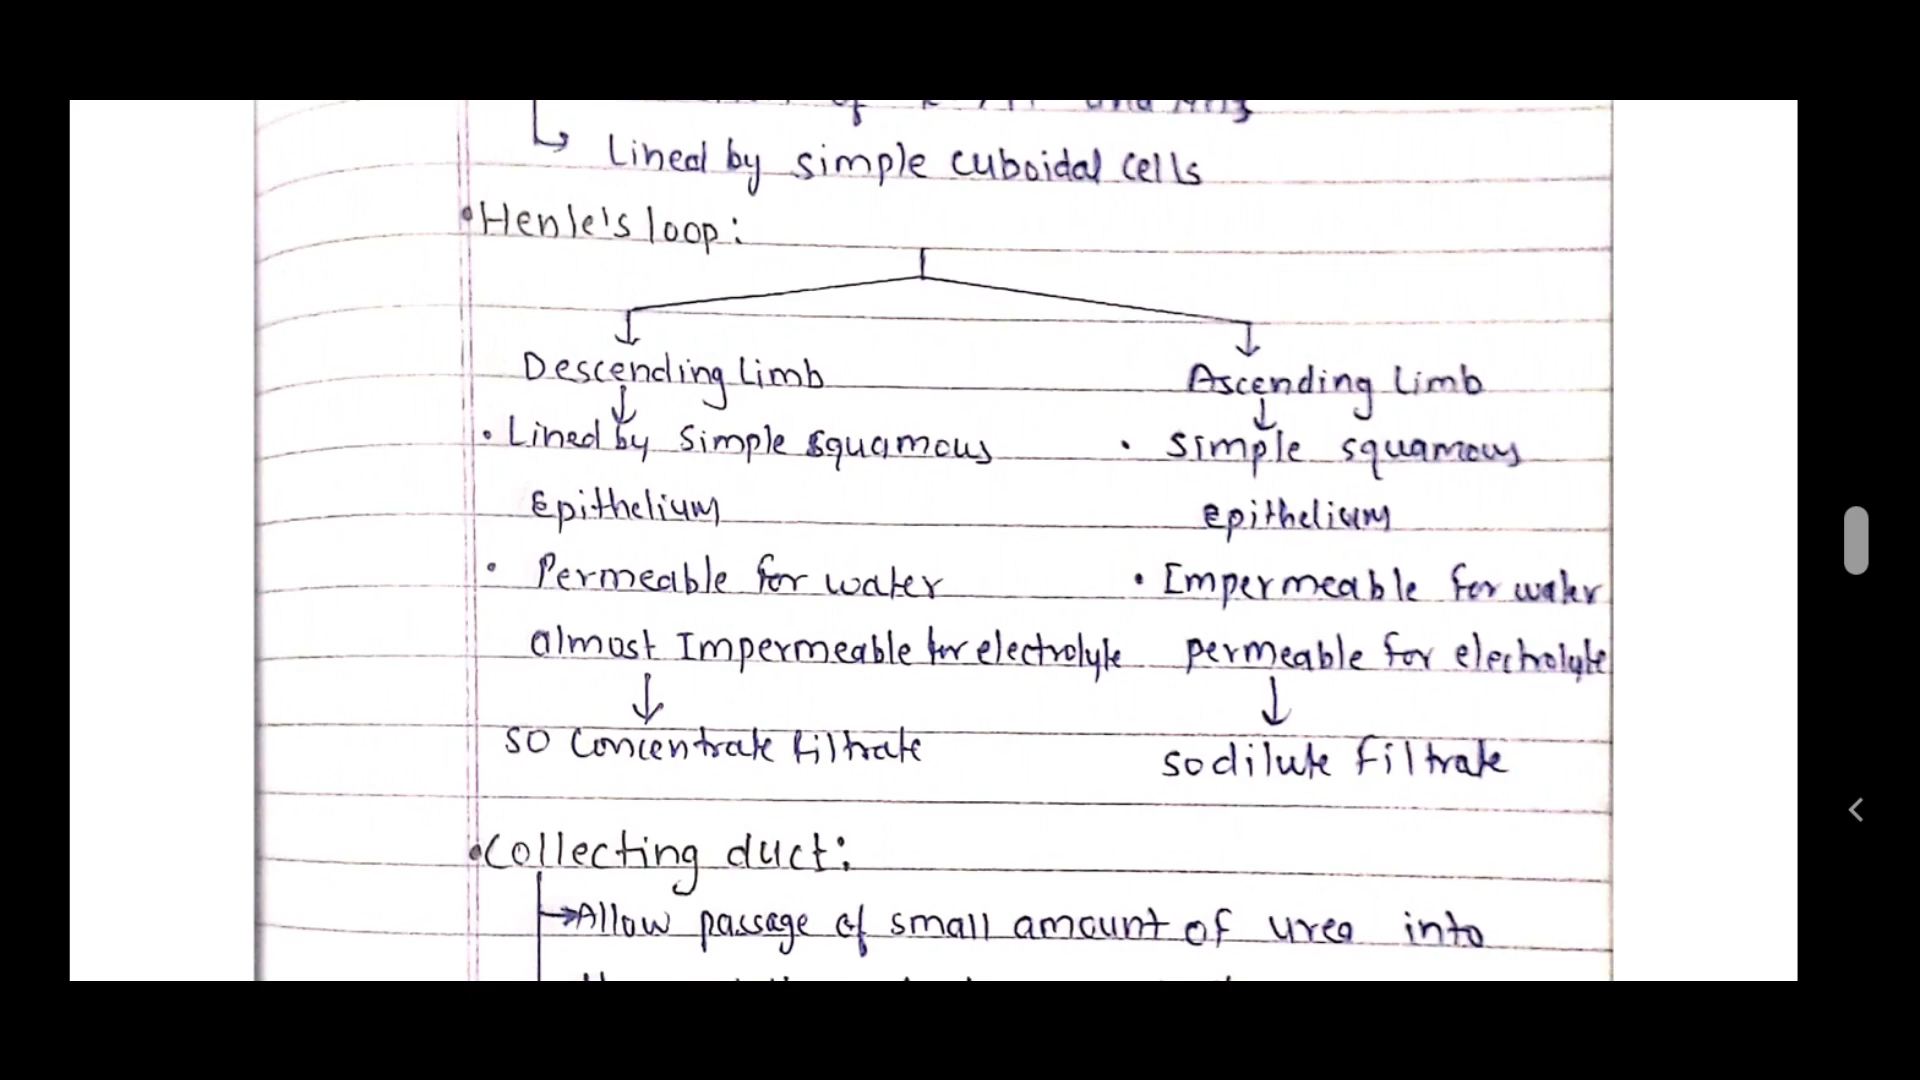 ↳ Lined by simple cuboidal cells
•Henle's loop:
Descending Limb Ascending Limb
• Lined by Simple squamous • Simple squamous
Epithelium epithelium
• Permeable for water • Impermeable for water
almost Impermeable for electrolyte permeable for electrolyte
↓ ↓
so Concentrate filtrate so dilute filtrate
•Collecting duct:
→Allow passage of small amount of urea into